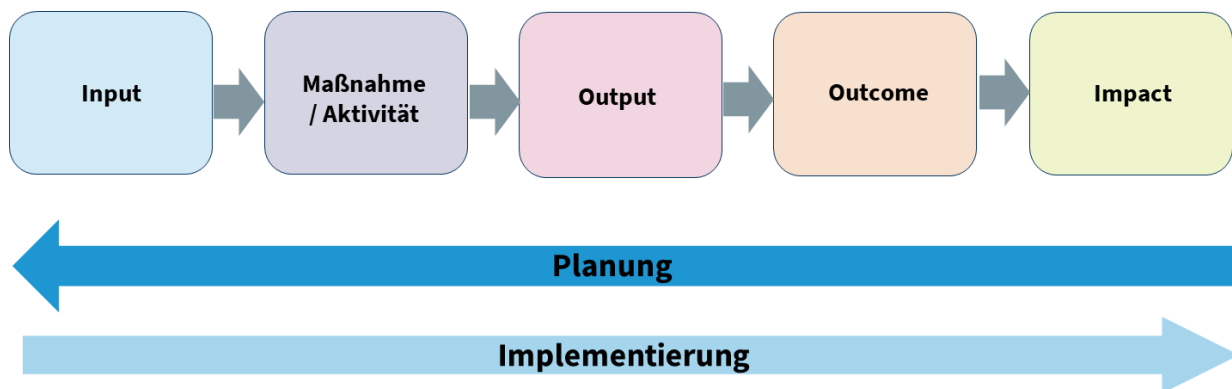 Input
Maßnahme
/ Aktivität
Output
Outcome
Impact
Planung
Implementierung